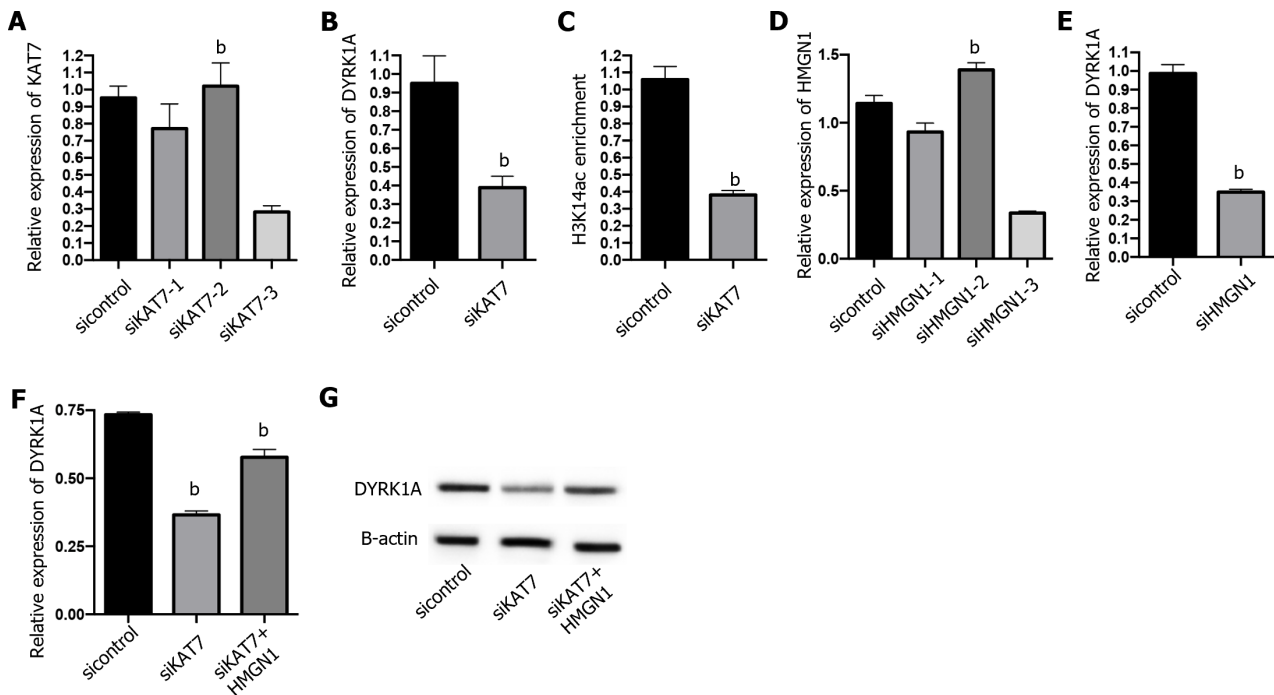 A
Relative expression of KAT7
1.2
1.1
1.0
0.9
0.8
0.7
0.6
0.5
0.4
0.3
0.2
0.1
0.0
b
sicontrol
siKAT7-1
siKAT7-2
siKAT7-3
B
Relative expression of DYRK1A
1.1
1.0
0.9
0.8
0.7
0.6
0.5
0.4
0.3
0.2
0.1
0.0
b
sicontrol
siKAT7
C
H3K14ac enrichment
1.2
1.1
1.0
0.9
0.8
0.7
0.6
0.5
0.4
0.3
0.2
0.1
0.0
b
sicontrol
siKAT7
D
Relative expression of HMGN1
1.5
1.0
0.5
0.0
b
sicontrol
siHMGN1-1
siHMGN1-2
siHMGN1-3
E
Relative expression of DYRK1A
1.1
1.0
0.9
0.8
0.7
0.6
0.5
0.4
0.3
0.2
0.1
0.0
b
sicontrol
siHMGN1
F
Relative expression of DYRK1A
0.75
0.50
0.25
0.00
b
b
sicontrol
siKAT7
siKAT7+
HMGN1
G
DYRK1A
B-actin
sicontrol
siKAT7
siKAT7+
HMGN1